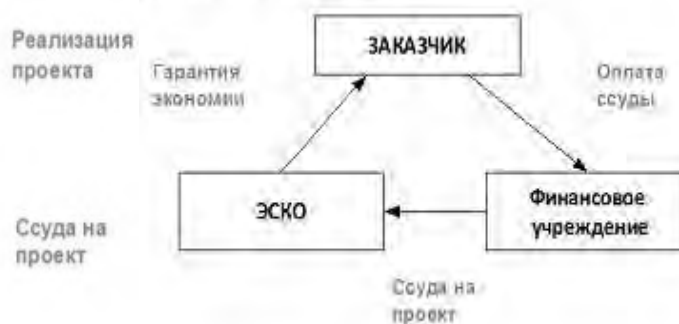 Реализация
проекта
ЗАКАЗЧИК
Гарантия
экономии
Оплата
ссуды
ЭСКО
Финансовое
учреждение
Ссуда на
проект
Ссуда на
проект